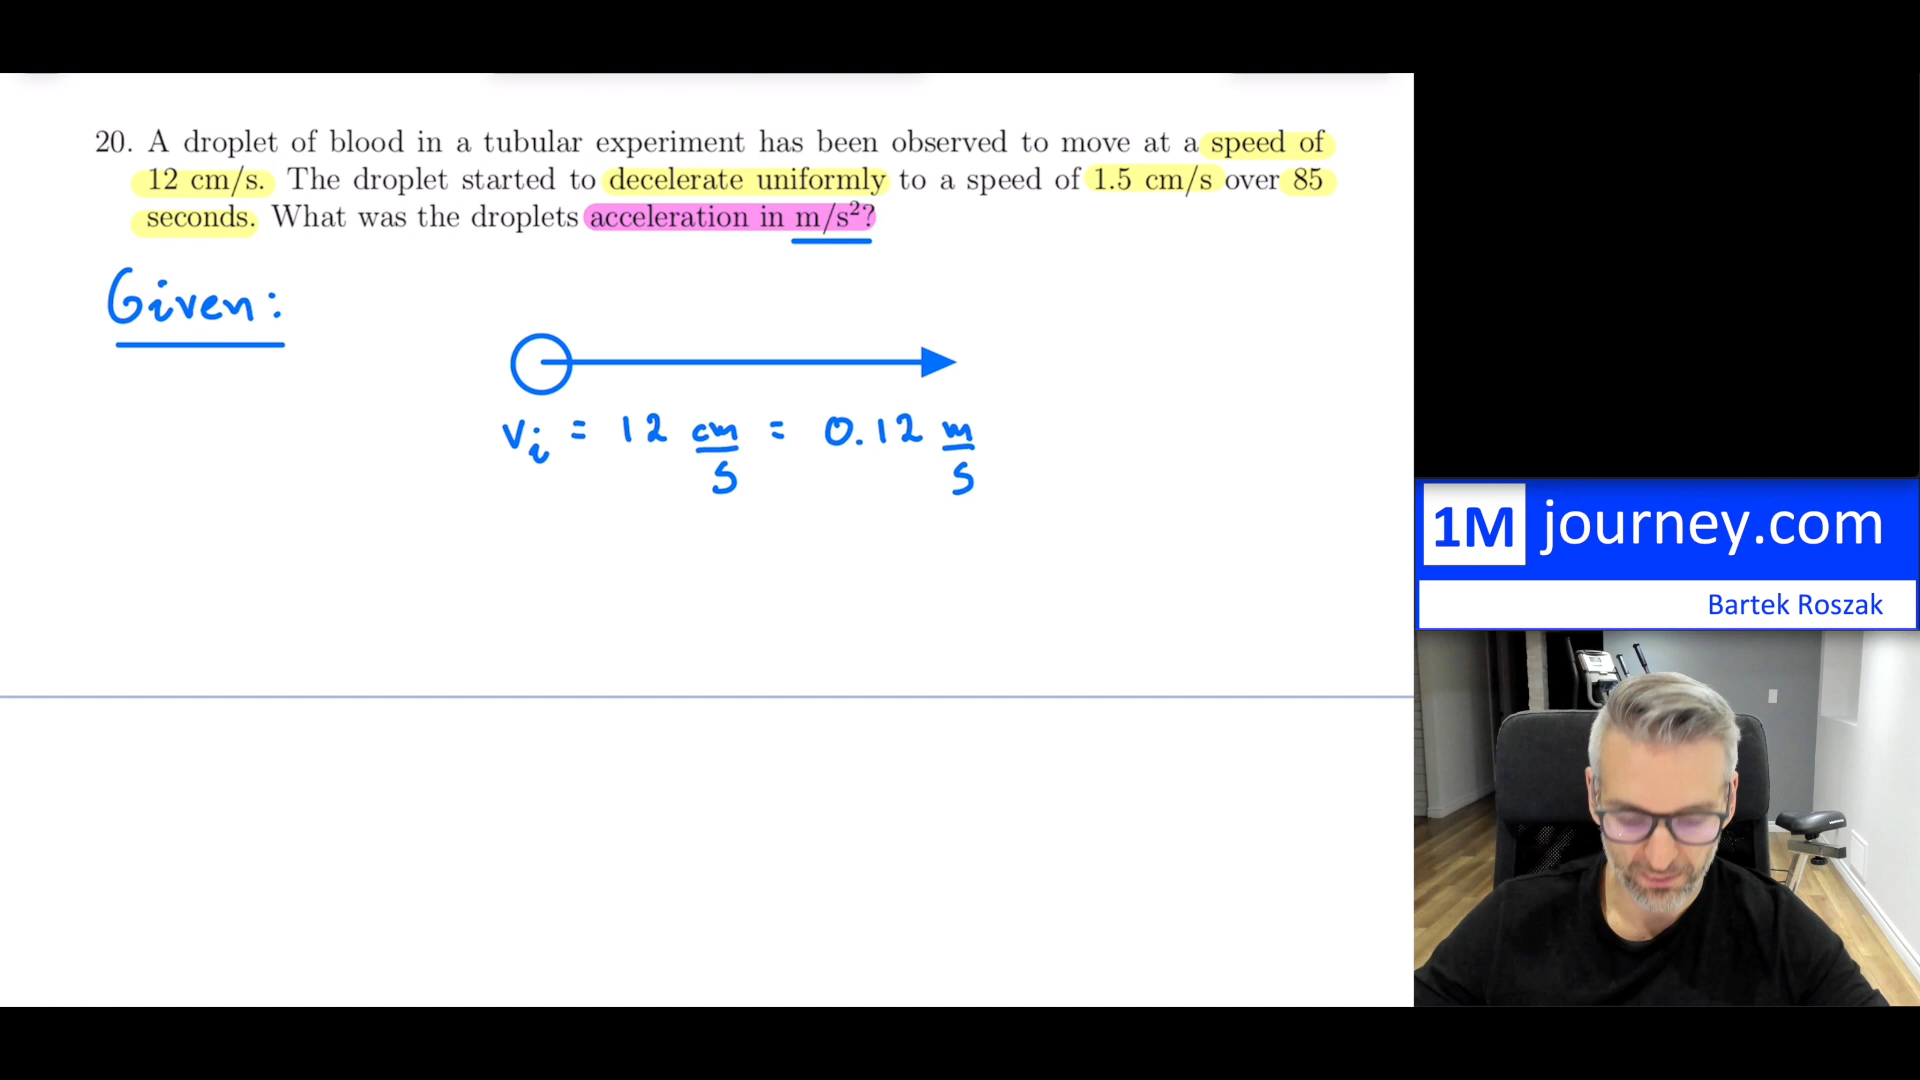 20. A droplet of blood in a tubular experiment has been observed to move at a speed of
12 cm/s. The droplet started to decelerate uniformly to a speed of 1.5 cm/s over 85
seconds. What was the droplets acceleration in m/s²?
Given:
vᵢ = 12 cm/s = 0.12 m/s
1M journey.com
Bartek Roszak